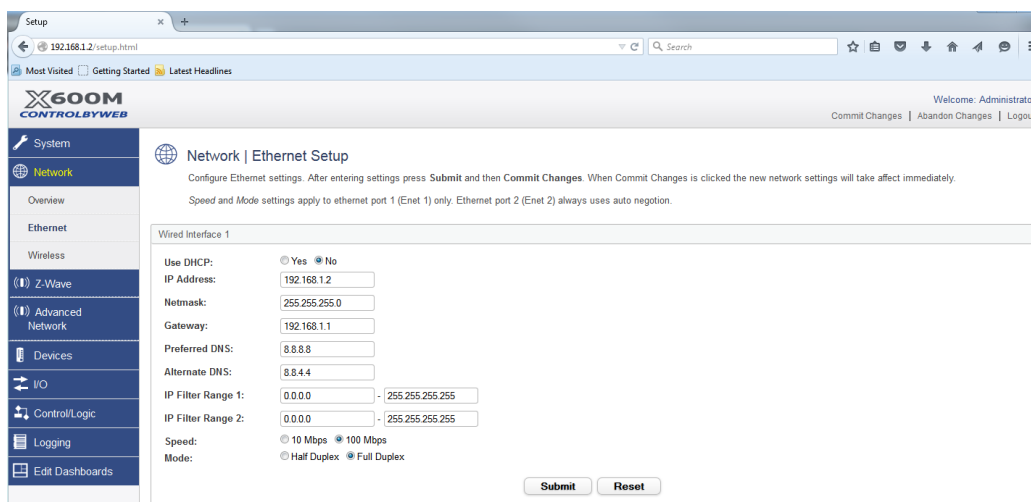 Setup
192.168.1.2/setup.html
Search
Most Visited Getting Started Latest Headlines
X600M
CONTROLBYWEB
Welcome: Administrato
Commit Changes | Abandon Changes | Logou
System
Network
Overview
Ethernet
Wireless
Z-Wave
Advanced
Network
Devices
I/O
Control/Logic
Logging
Edit Dashboards
Network | Ethernet Setup
Configure Ethernet settings. After entering settings press Submit and then Commit Changes. When Commit Changes is clicked the new network settings will take affect immediately.
Speed and Mode settings apply to ethernet port 1 (Enet 1) only. Ethernet port 2 (Enet 2) always uses auto negotion.
Wired Interface 1
Use DHCP: Yes No
IP Address: 192.168.1.2
Netmask: 255.255.255.0
Gateway: 192.168.1.1
Preferred DNS: 8.8.8.8
Alternate DNS: 8.8.4.4
IP Filter Range 1: 0.0.0.0 - 255.255.255.255
IP Filter Range 2: 0.0.0.0 - 255.255.255.255
Speed: 10 Mbps 100 Mbps
Mode: Half Duplex Full Duplex
Submit Reset